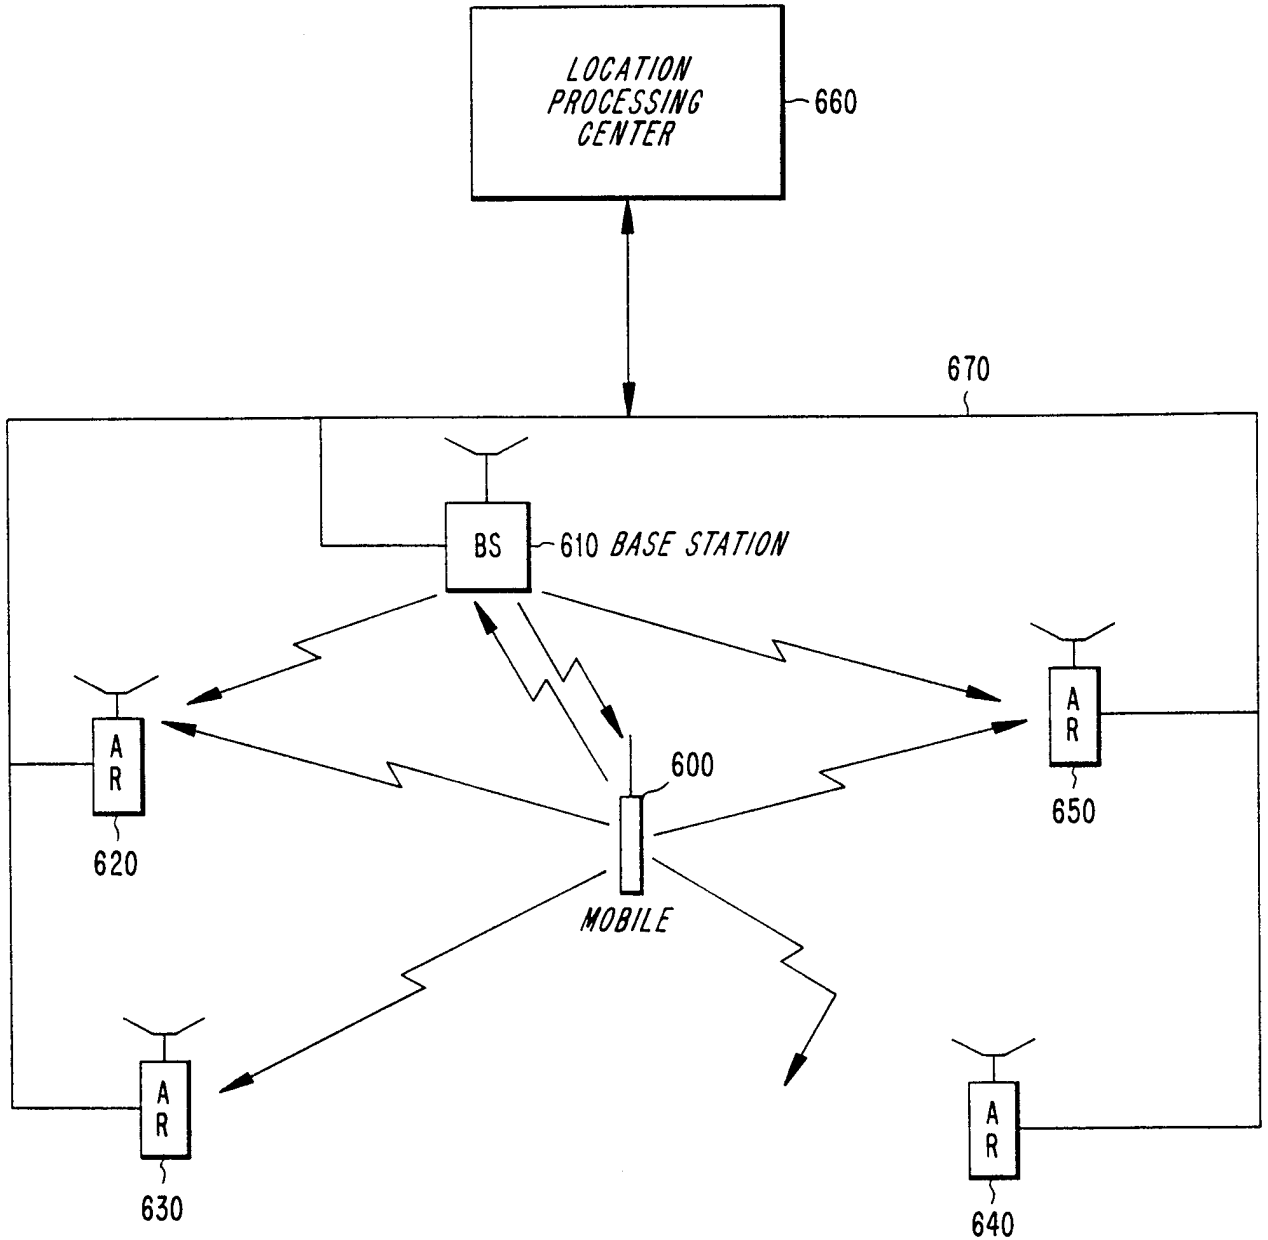 LOCATION
PROCESSING
CENTER
660
670
BS
610 BASE STATION
A
R
650
A
R
620
600
MOBILE
A
R
630
A
R
640